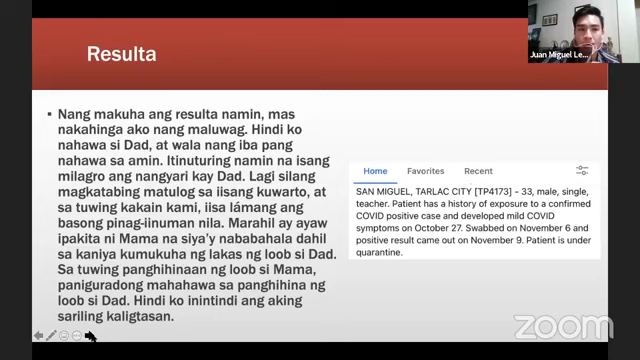 Resulta
Nang makuha ang resulta namin, mas
nakahinga ako nang maluwag. Hindi ko
nahawa si Dad, at wala nang iba pang
nahawa sa amin. Itinuturing namin na isang
milagro ang nangyari kay Dad. Lagi silang
magkatabing matulog sa iisang kuwarto, at
sa tuwing kakain kami, iisa lámang ang
basong pinag-iinuman nila. Marahil ay ayaw
ipakita ni Mama na siya'y nababahala dahil
sa kaniya kumukuha ng lakas ng loob si Dad.
Sa tuwing panghihinaan ng loob si Mama,
paniguradong mahahawa sa panghihina ng
loob si Dad. Hindi ko inintindi ang aking
sariling kaligtasan.
Home Favorites Recent
SAN MIGUEL, TARLAC CITY [TP4173] - 33, male, single,
teacher. Patient has a history of exposure to a confirmed
COVID positive case and developed mild COVID
symptoms on October 27. Swabbed on November 6 and
positive result came out on November 9. Patient is under
quarantine.
Juan Miguel Le...
zoom